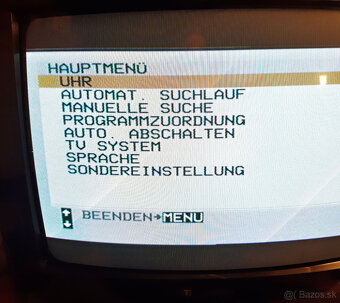 HAUPTMENÜ
UHR
AUTOMAT. SUCHLAUF
MANUELLE SUCHE
PROGRAMMZUORDNUNG
AUTO. ABSCHALTEN
TV SYSTEM
SPRACHE
SONDEREINSTELLUNG
BEENDEN→MENU
@( Bazos.sk